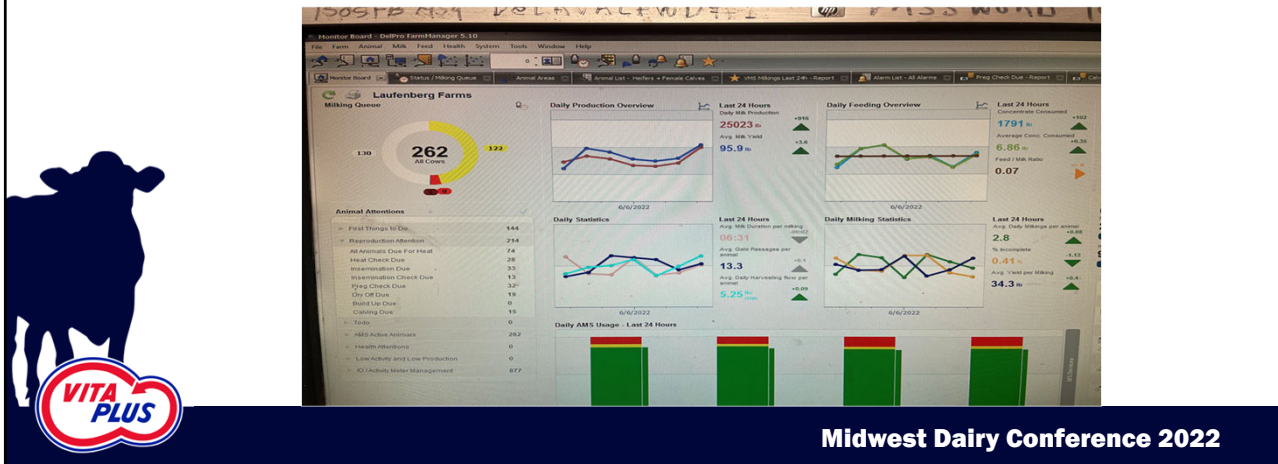 ISOSFB DELAVALFWD
hp
PASSWORD
Monitor Board - DelPro FarmManager 5.10
File Farm Animal Milk Feed Health System Tools Window Help
Monitor Board
Status / Milking Queue
Animal Areas
Animal List - Heifers + Female Calves
VMS Milkings Last 24h - Report
Alarm List - All Alarms
Preg Check Due - Report
Laufenberg Farms
Milking Queue
130
262
All Cows
122
Animal Attentions
First Things to Do 144
Reproduction Attention 214
All Animals Due For Heat 74
Heat Check Due 28
Insemination Due 33
Insemination Check Due 13
Preg Check Due 32
Dry Off Due 19
Build Up Due 0
Calving Due 15
Todo 0
AMS Active Animals 262
Health Attentions 0
Low Activity and Low Production 0
ID / Activity Meter Management 677
Daily Production Overview
6/6/2022
Last 24 Hours
Daily Milk Production
+916
25023 lb
Avg. Milk Yield
+3.6
95.9 lb
Daily Feeding Overview
6/6/2022
Last 24 Hours
Concentrate Consumed
+102
1791 lb
Average Conc. Consumed
6.86 lb
Feed / Milk Ratio
0.07
Daily Statistics
6/6/2022
Last 24 Hours
Avg. Milk Duration per milking
-00:02
06:31
Avg. Gate Passages per
animal
13.3
+0.1
Avg. Daily Harvesting flow per
animal
+0.09
5.25
Daily Milking Statistics
6/6/2022
Last 24 Hours
Avg. Daily Milkings per animal
2.8
% Incomplete
-1.12
0.41 %
Avg. Yield per Milking
34.3 lb
Daily AMS Usage - Last 24 Hours
VITA
PLUS
Midwest Dairy Conference 2022